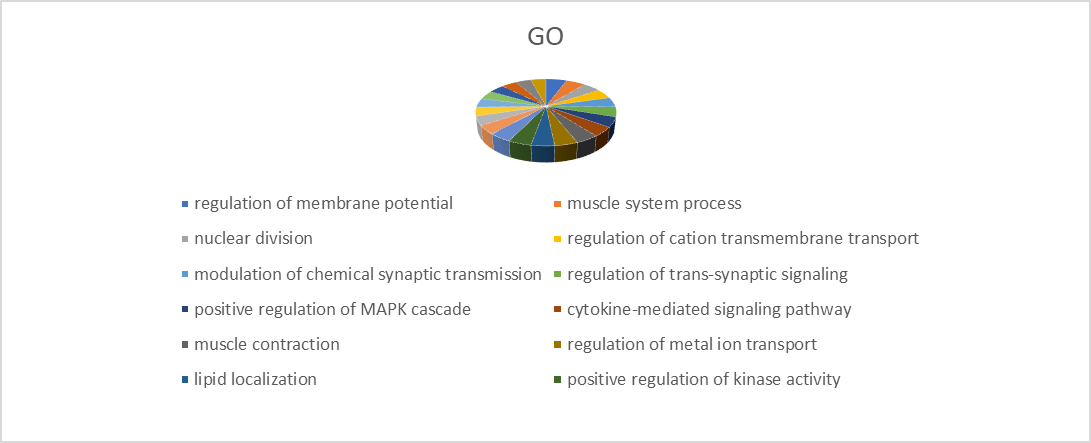 GO
regulation of membrane potential
muscle system process
nuclear division
regulation of cation transmembrane transport
modulation of chemical synaptic transmission
regulation of trans-synaptic signaling
positive regulation of MAPK cascade
cytokine-mediated signaling pathway
muscle contraction
regulation of metal ion transport
lipid localization
positive regulation of kinase activity